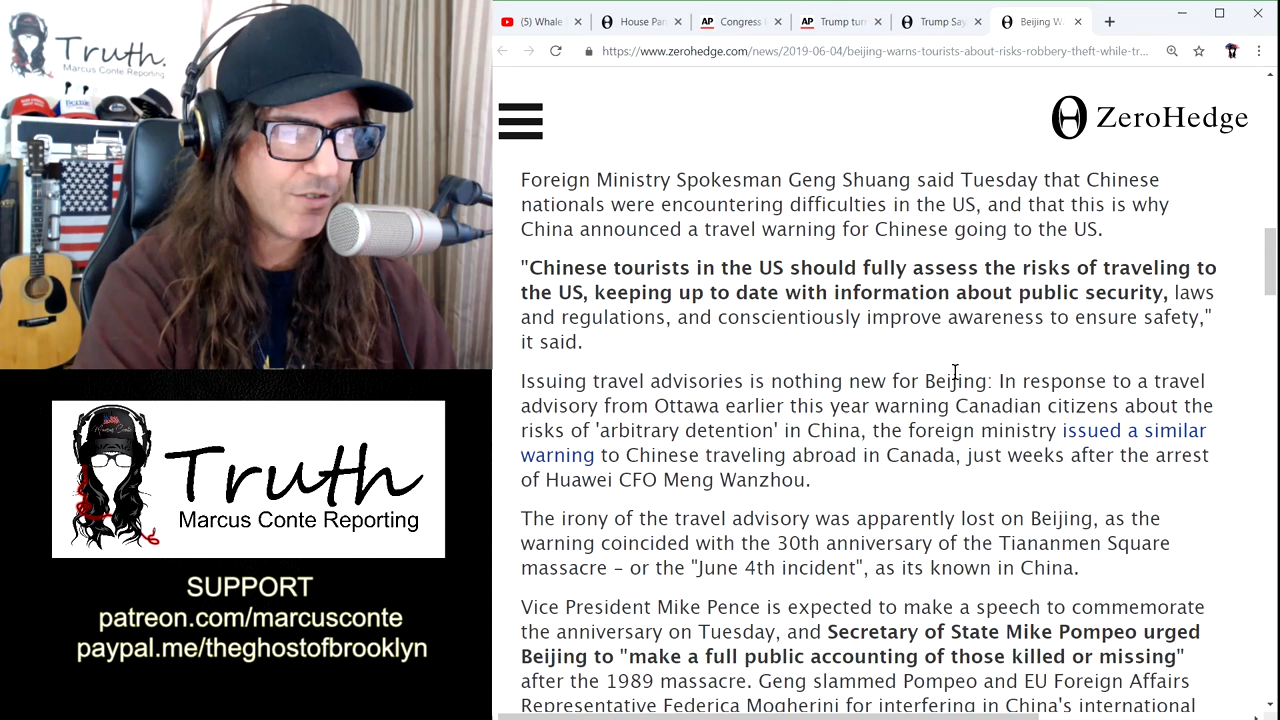 Truth.
Marcus Conte Reporting
(5) Whale
House Pan
AP Congress
AP Trump tur
Trump Say
Beijing W
https://www.zerohedge.com/news/2019-06-04/beijing-warns-tourists-about-risks-robbery-theft-while-tr...
ZeroHedge
Foreign Ministry Spokesman Geng Shuang said Tuesday that Chinese
nationals were encountering difficulties in the US, and that this is why
China announced a travel warning for Chinese going to the US.
"Chinese tourists in the US should fully assess the risks of traveling to
the US, keeping up to date with information about public security, laws
and regulations, and conscientiously improve awareness to ensure safety,"
it said.
Issuing travel advisories is nothing new for Beijing: In response to a travel
advisory from Ottawa earlier this year warning Canadian citizens about the
risks of 'arbitrary detention' in China, the foreign ministry issued a similar
warning to Chinese traveling abroad in Canada, just weeks after the arrest
of Huawei CFO Meng Wanzhou.
The irony of the travel advisory was apparently lost on Beijing, as the
warning coincided with the 30th anniversary of the Tiananmen Square
massacre – or the "June 4th incident", as its known in China.
Vice President Mike Pence is expected to make a speech to commemorate
the anniversary on Tuesday, and Secretary of State Mike Pompeo urged
Beijing to "make a full public accounting of those killed or missing"
after the 1989 massacre. Geng slammed Pompeo and EU Foreign Affairs
Representative Federica Mogherini for interfering in China's international
Truth
Marcus Conte Reporting
SUPPORT
patreon.com/marcusconte
paypal.me/theghostofbrooklyn